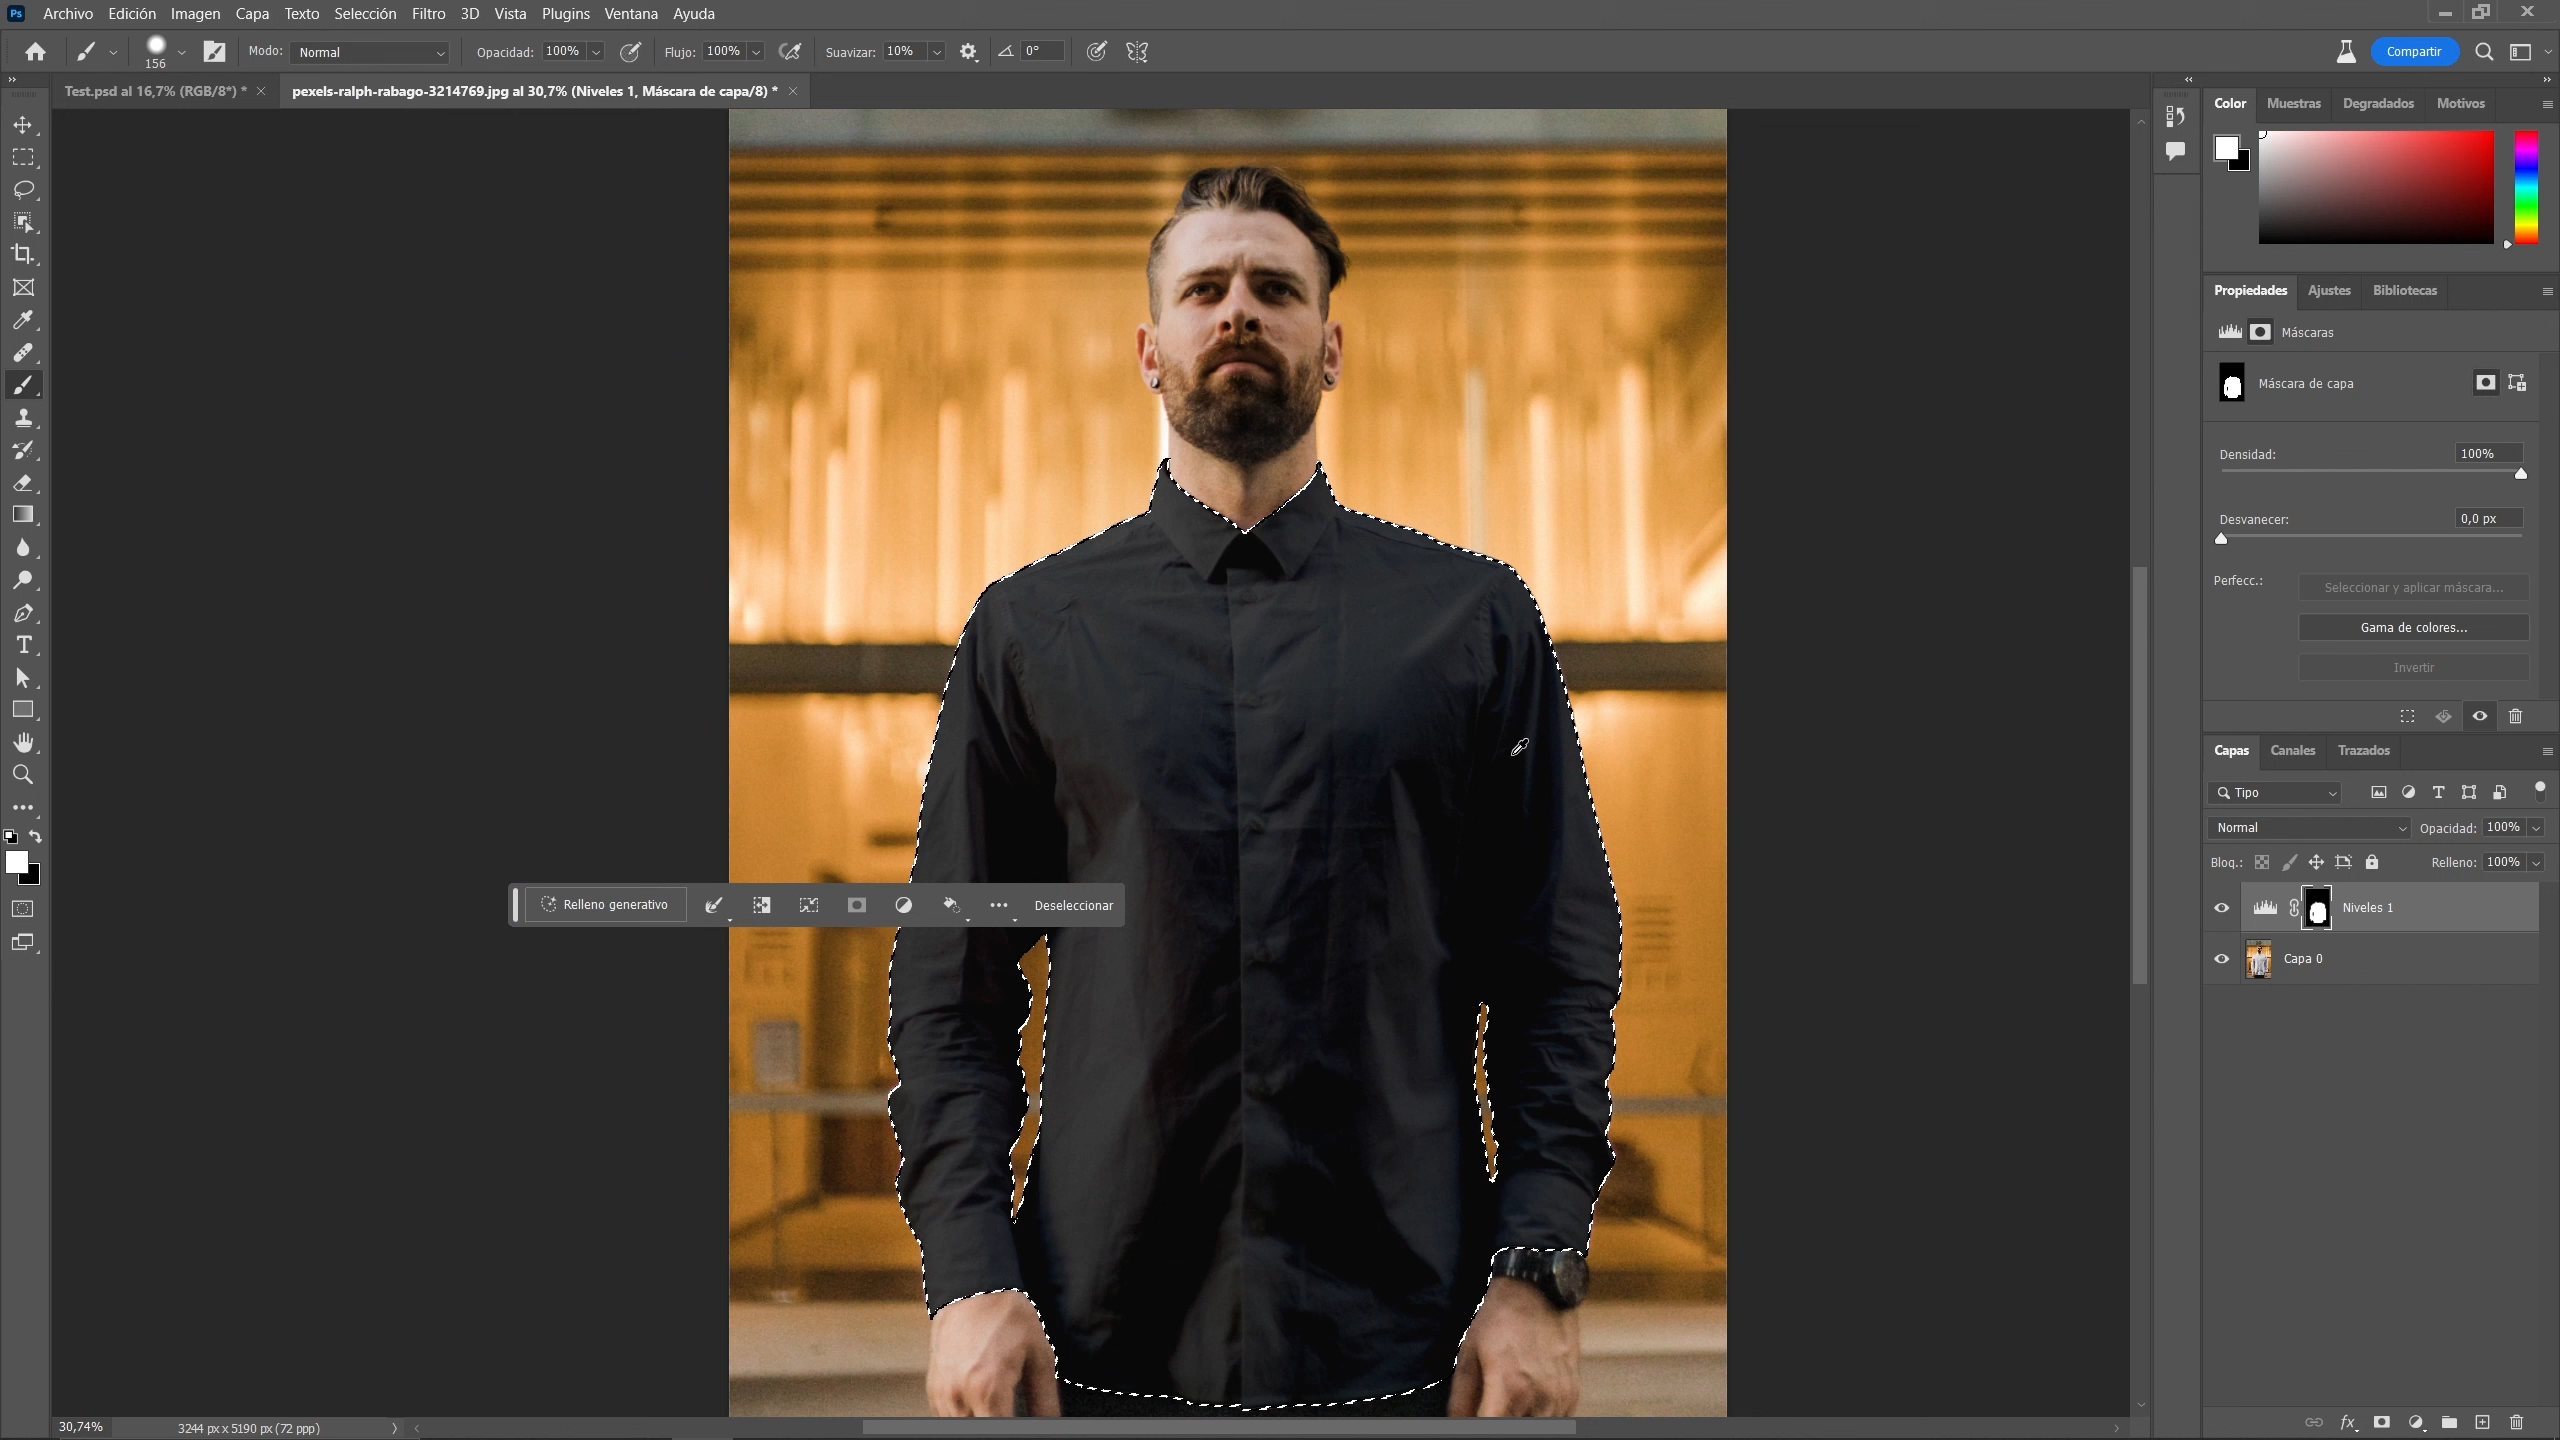 Ps Archivo Edición Imagen Capa Texto Selección Filtro 3D Vista Plugins Ventana Ayuda
156 Modo: Normal Opacidad: 100% Flujo: 100% Suavizar: 10% 0° Compartir
Test.psd al 16,7% (RGB/8*) * pexels-ralph-rabago-3214769.jpg al 30,7% (Niveles 1, Máscara de capa/8) *
Color Muestras Degradados Motivos
Propiedades Ajustes Bibliotecas
Máscaras
Máscara de capa
Densidad: 100%
Desvanecer: 0,0 px
Perfecc.: Seleccionar y aplicar máscara...
Gama de colores...
Invertir
Capas Canales Trazados
Tipo
Normal Opacidad: 100%
Bloq.: Relleno: 100%
Niveles 1
Capa 0
Relleno generativo Deseleccionar
30,74% 3244 px x 5190 px (72 ppp)
fx